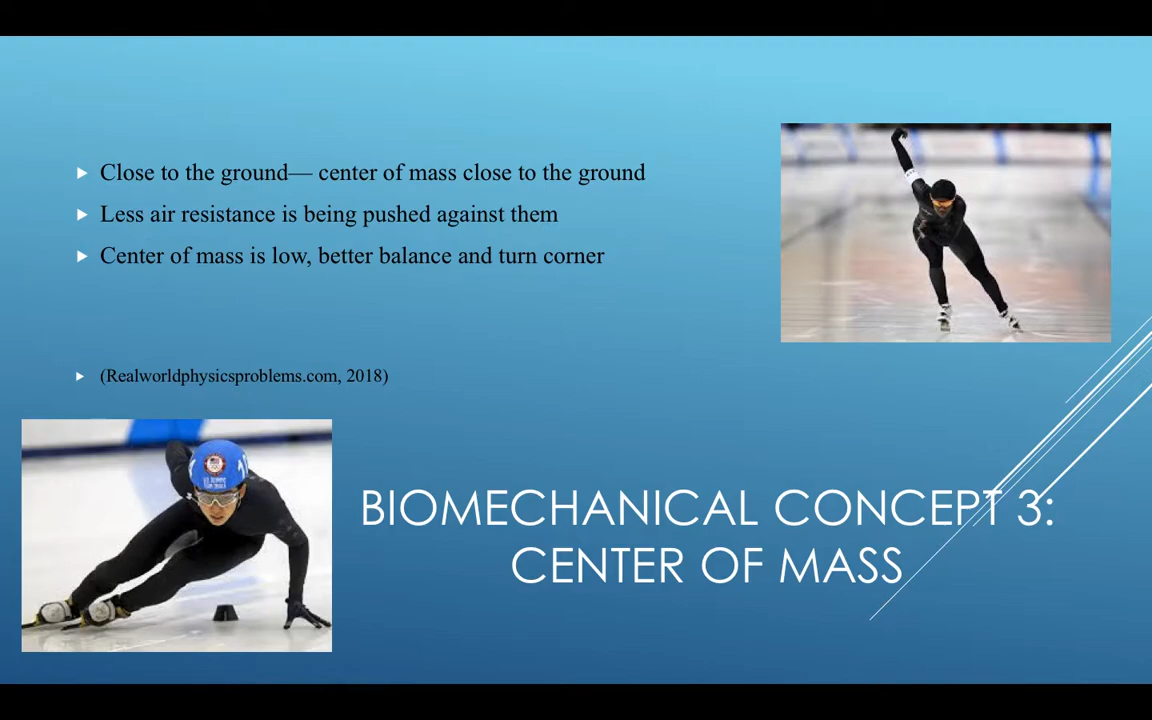 Close to the ground— center of mass close to the ground
Less air resistance is being pushed against them
Center of mass is low, better balance and turn corner
(Realworldphysicsproblems.com, 2018)
BIOMECHANICAL CONCEPT 3:
CENTER OF MASS